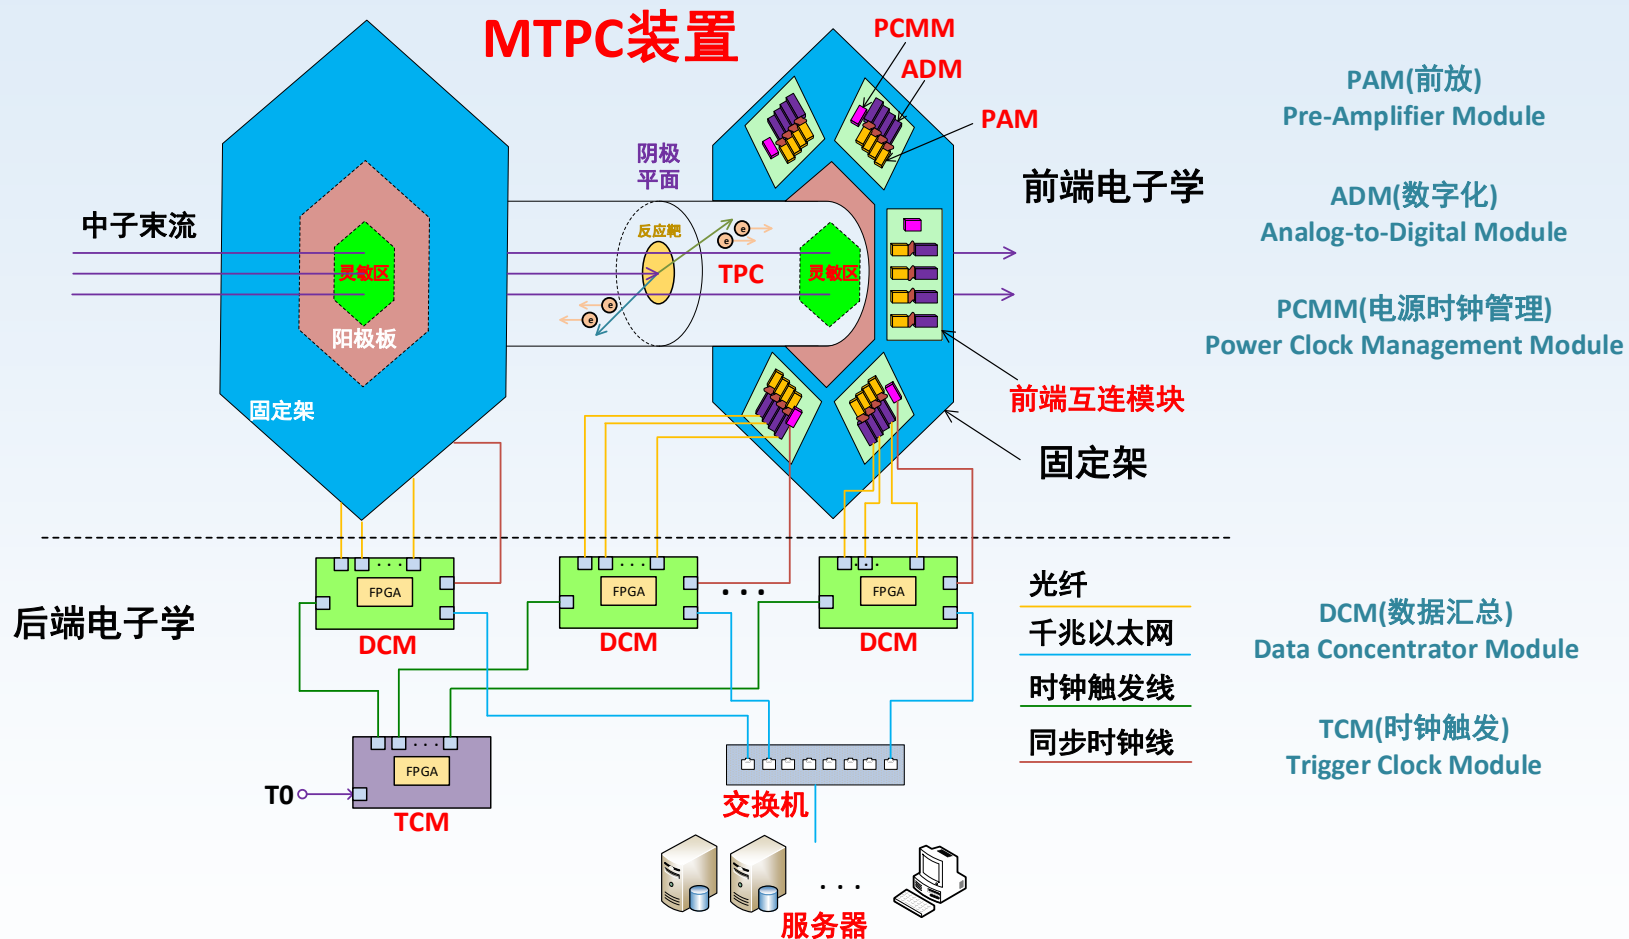 MTPC装置
PCMM
ADM
PAM
PAM(前放)
Pre-Amplifier Module
阴极
平面
前端电子学
ADM(数字化)
Analog-to-Digital Module
中子束流
反应靶
e
e
TPC
灵敏区
灵敏区
e
e
阳极板
PCMM(电源时钟管理)
Power Clock Management Module
固定架
前端互连模块
固定架
后端电子学
FPGA
DCM
FPGA
DCM
FPGA
DCM
光纤
千兆以太网
时钟触发线
同步时钟线
DCM(数据汇总)
Data Concentrator Module
TCM(时钟触发)
Trigger Clock Module
T0
FPGA
TCM
交换机
服务器